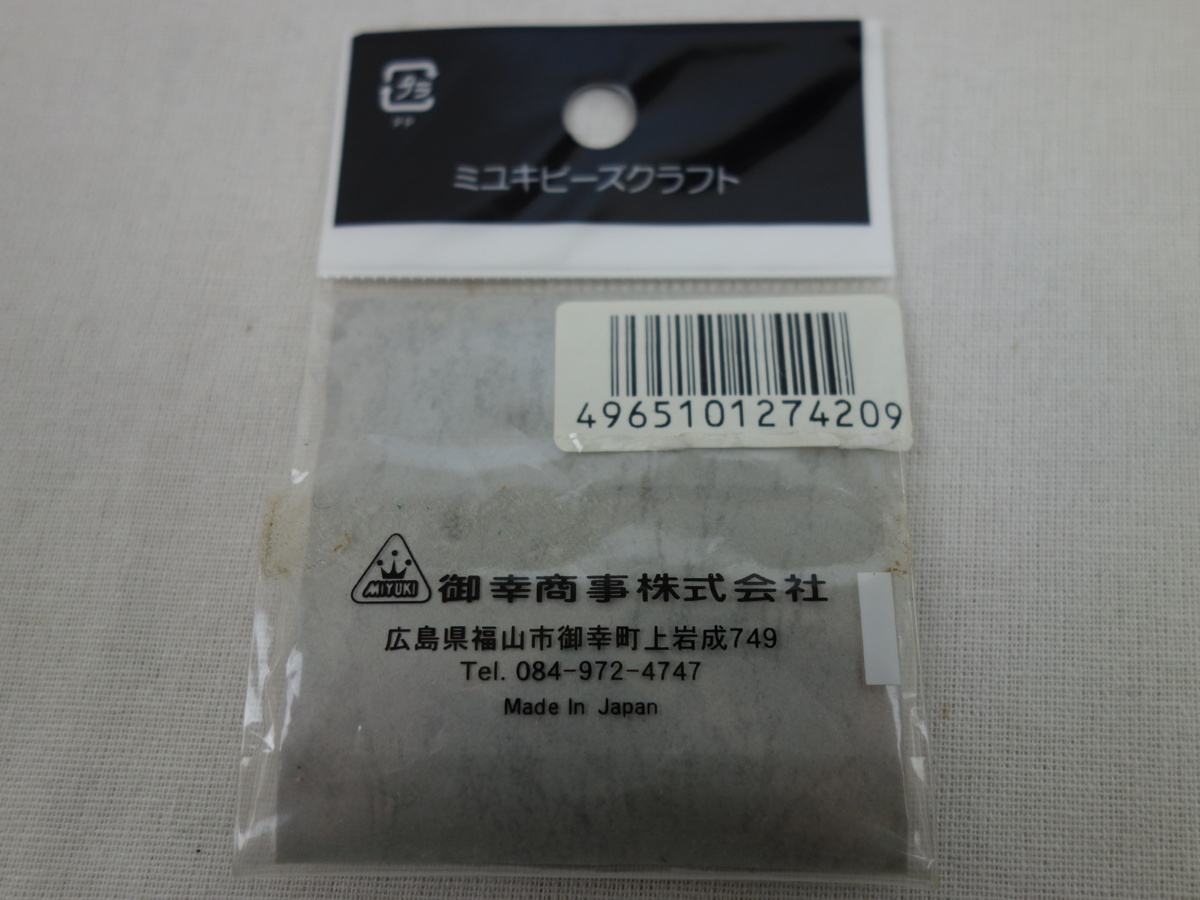 プラ
PP
ミユキビーズクラフト
4965101274209
MIYUKI 御幸商事株式会社
広島県福山市御幸町上岩成749
Tel. 084-972-4747
Made In Japan